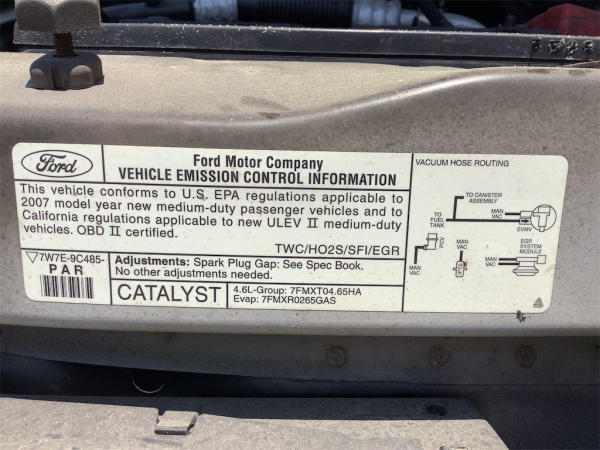 Ford
Ford Motor Company
VEHICLE EMISSION CONTROL INFORMATION
This vehicle conforms to U.S. EPA regulations applicable to
2007 model year new medium-duty passenger vehicles and to
California regulations applicable to new ULEV II medium-duty
vehicles. OBD II certified.
TWC/HO2S/SFI/EGR
7W7E-9C485-
PAR
Adjustments: Spark Plug Gap: See Spec Book.
No other adjustments needed.
CATALYST
4.6L-Group: 7FMXT04.65HA
Evap: 7FMXR0265GAS
VACUUM HOSE ROUTING
TO CANISTER
ASSEMBLY
TO
FUEL
TANK
MAN
VAC
EVMV
PCV
MAN
VAC
MAN
VAC
EGR SYSTEM
MODULE
MAN
VAC